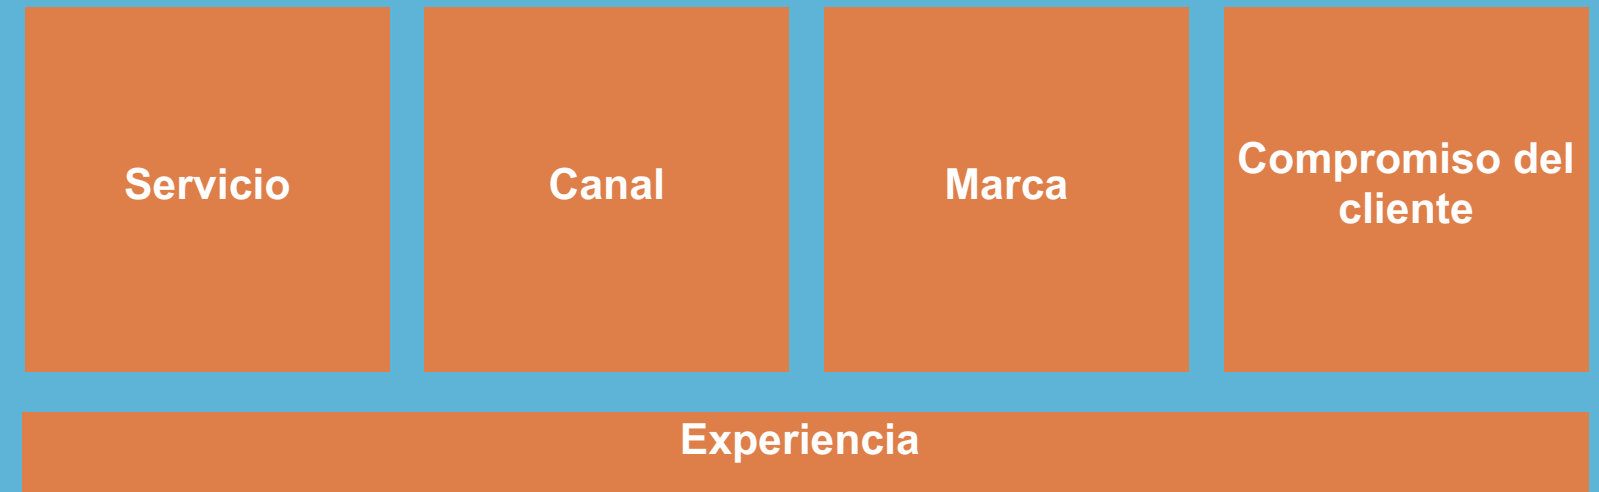 Servicio
Canal
Marca
Compromiso del
cliente
Experiencia